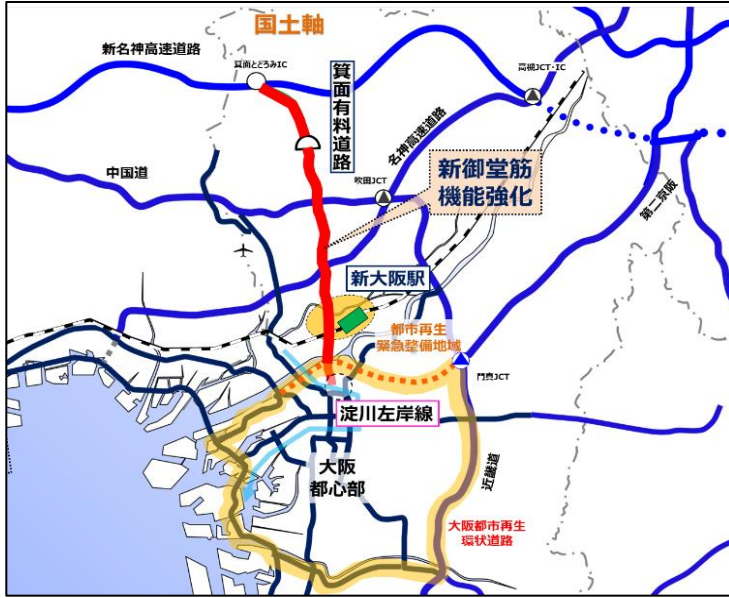 国土軸
新名神高速道路
箕面とどろみIC
箕面有料道路
高槻JCT・IC
名神高速道路
中国道
吹田JCT
新御堂筋
機能強化
第二京阪
新大阪駅
都市再生
緊急整備地域
門真JCT
淀川左岸線
大阪
都心部
近畿道
大阪都市再生
環状道路